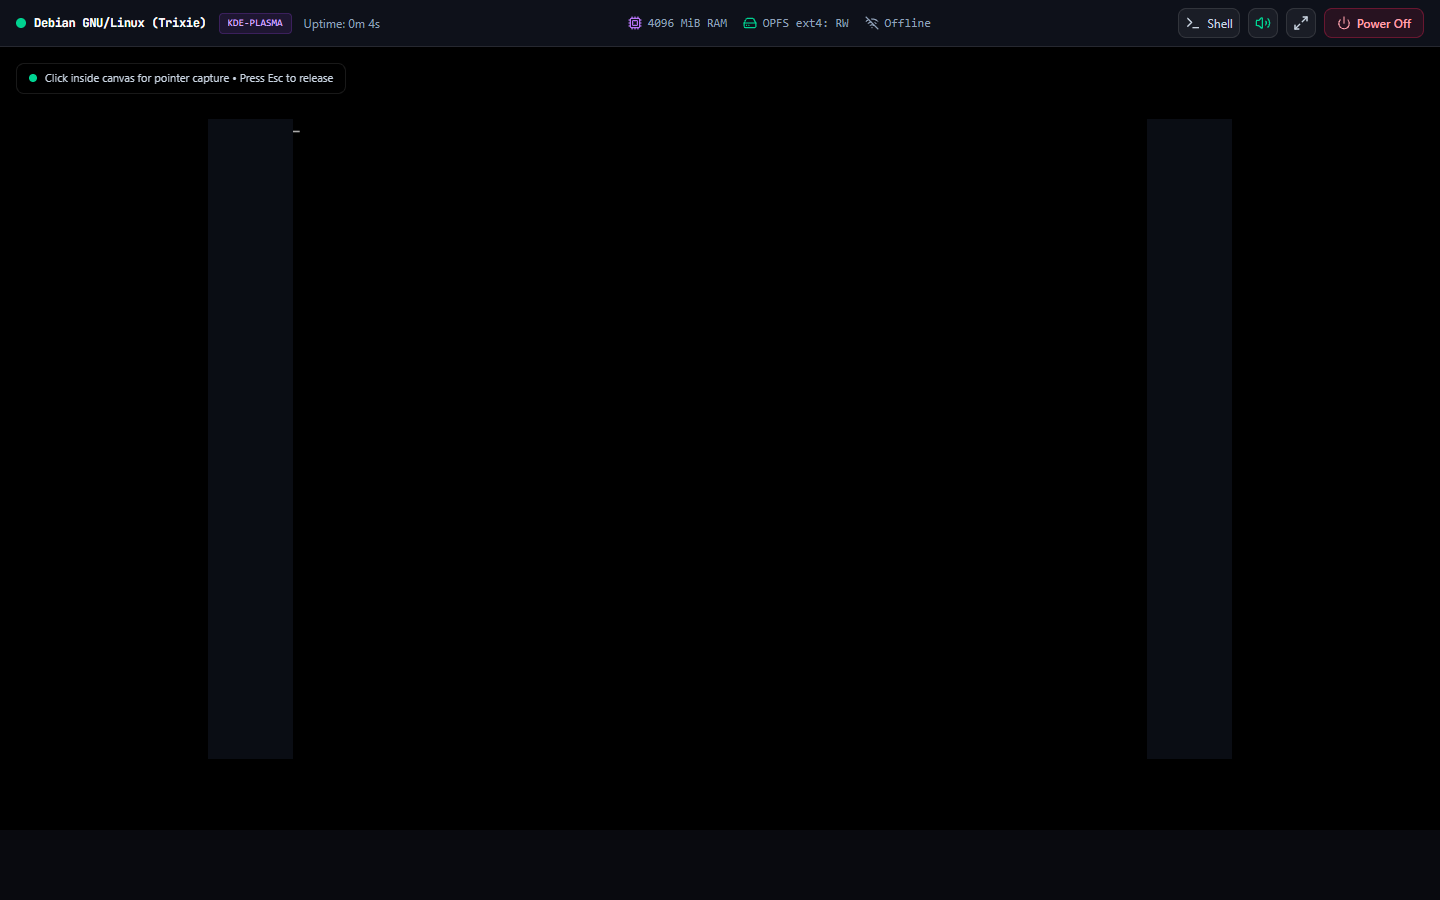 Debian GNU/Linux (Trixie) KDE-PLASMA Uptime: 0m 4s 4096 MiB RAM OPFS ext4: RW Offline Shell Power Off
Click inside canvas for pointer capture • Press Esc to release
_